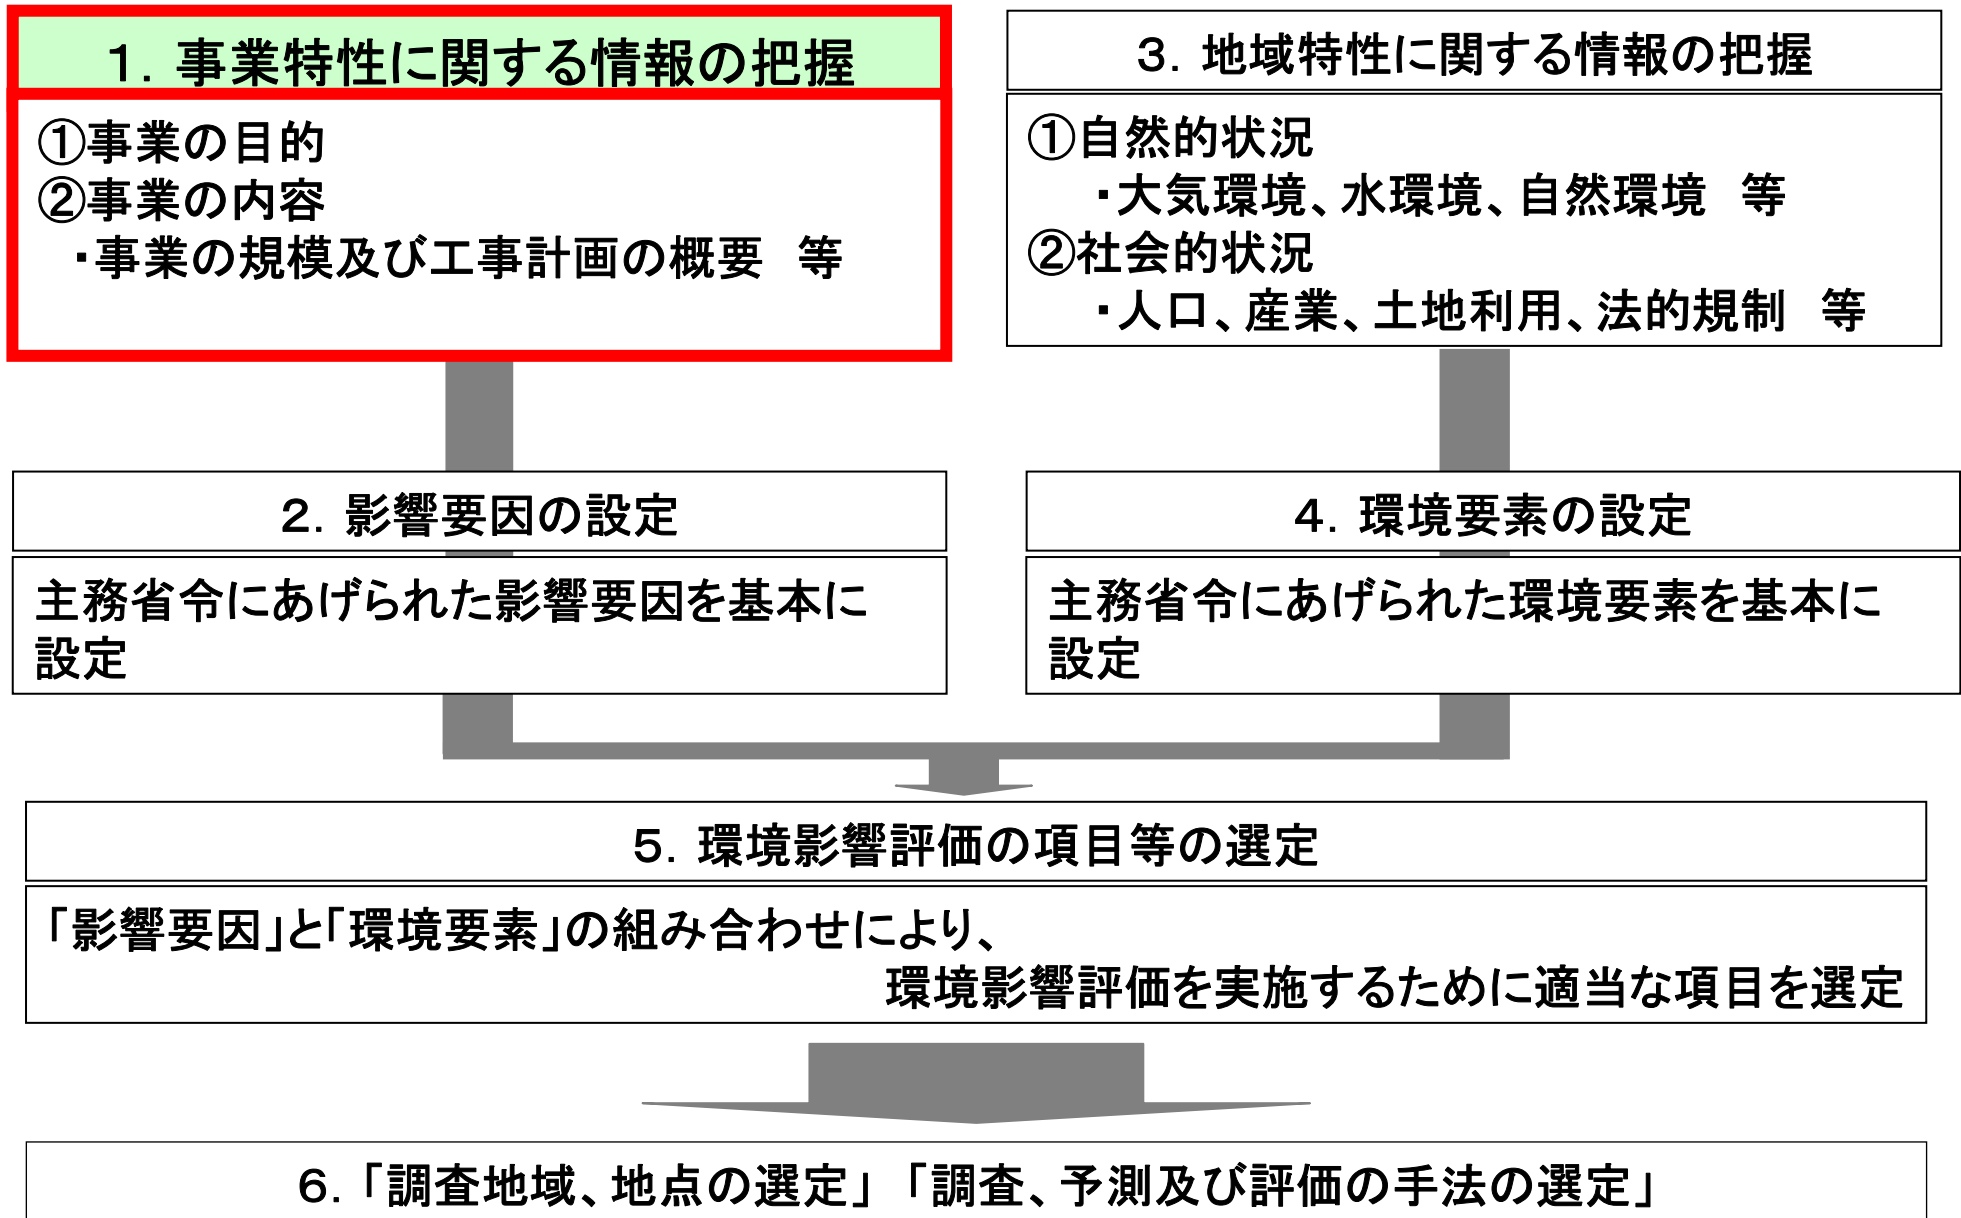 １．事業特性に関する情報の把握
①事業の目的
②事業の内容
・事業の規模及び工事計画の概要　等
３．地域特性に関する情報の把握
①自然的状況
・大気環境、水環境、自然環境　等
②社会的状況
・人口、産業、土地利用、法的規制　等
２．影響要因の設定
主務省令にあげられた影響要因を基本に
設定
４．環境要素の設定
主務省令にあげられた環境要素を基本に
設定
５．環境影響評価の項目等の選定
「影響要因」と「環境要素」の組み合わせにより、
環境影響評価を実施するために適当な項目を選定
６．「調査地域、地点の選定」「調査、予測及び評価の手法の選定」